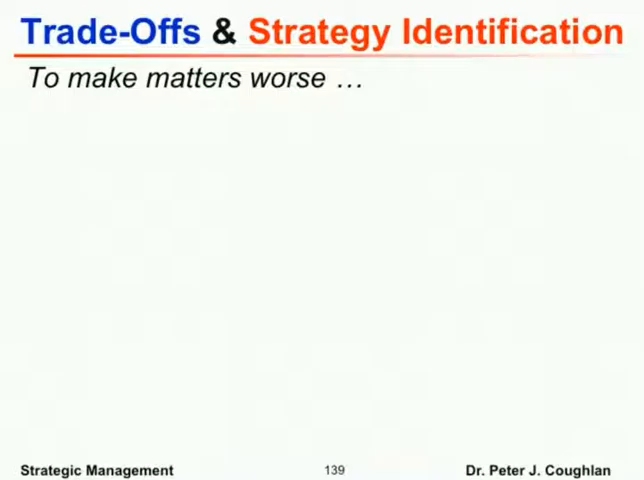 Trade-Offs & Strategy Identification
To make matters worse …
Strategic Management 139 Dr. Peter J. Coughlan